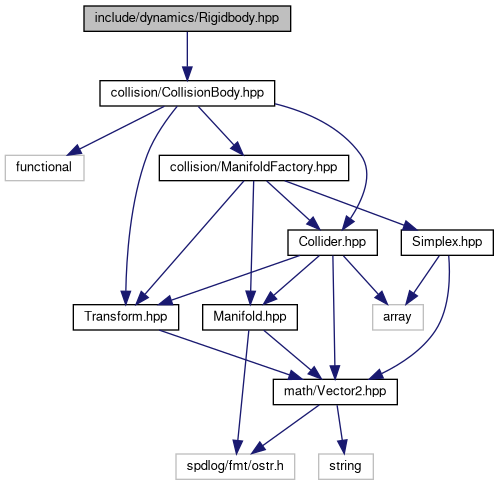 include/dynamics/Rigidbody.hpp
collision/CollisionBody.hpp
functional
collision/ManifoldFactory.hpp
Collider.hpp
Simplex.hpp
Transform.hpp
Manifold.hpp
array
math/Vector2.hpp
spdlog/fmt/ostr.h
string